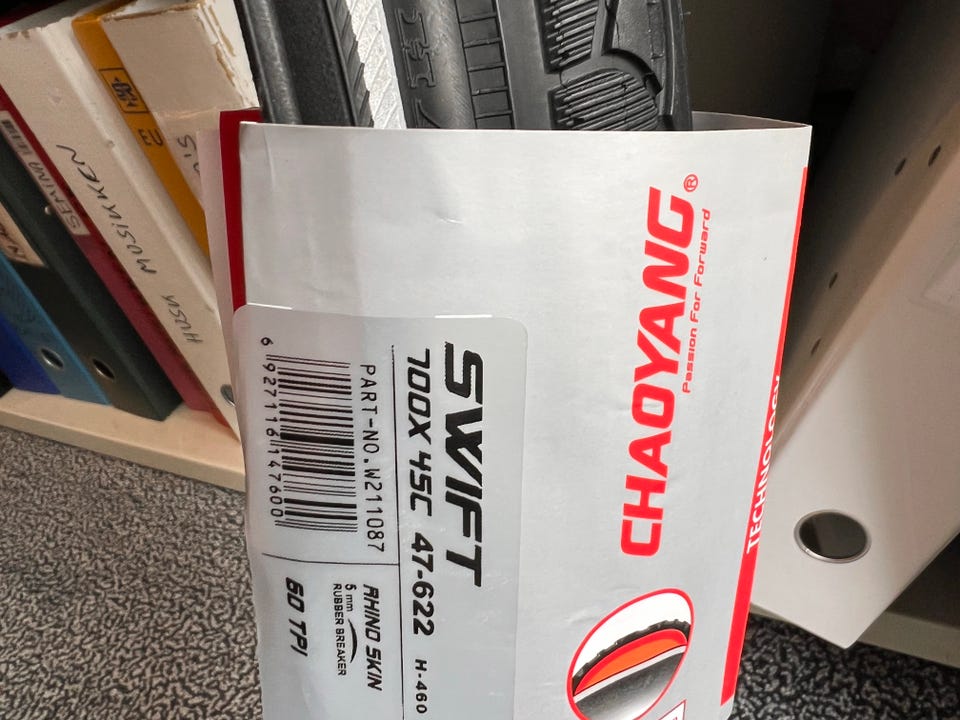 CHAOYANG®
Passion For Forward
TECHNOLOGY
SWIFT
700X 45C 47-622 H-460
PART-NO.W211087
6 927116 147600
RHINO SKIN
5 mm
RUBBER BREAKER
60 TPI
HUSK MUSIKKEN
EU